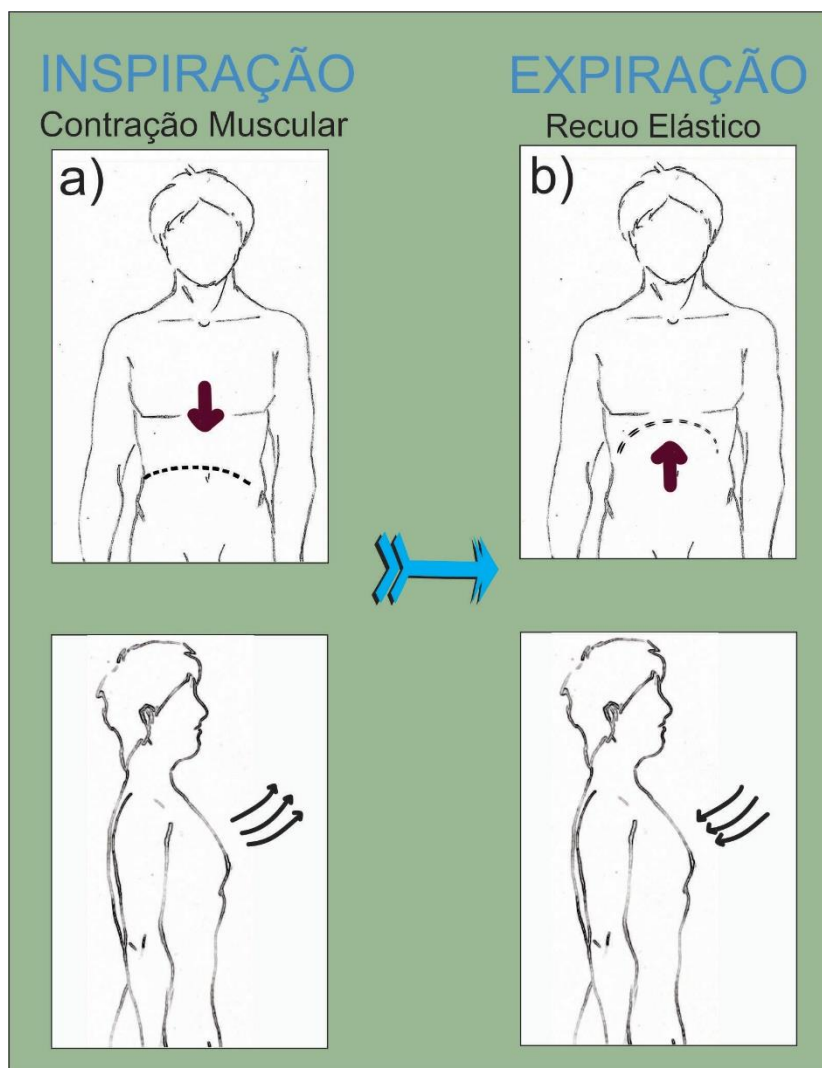 INSPIRAÇÃO
Contração Muscular
a)
EXPIRAÇÃO
Recuo Elástico
b)